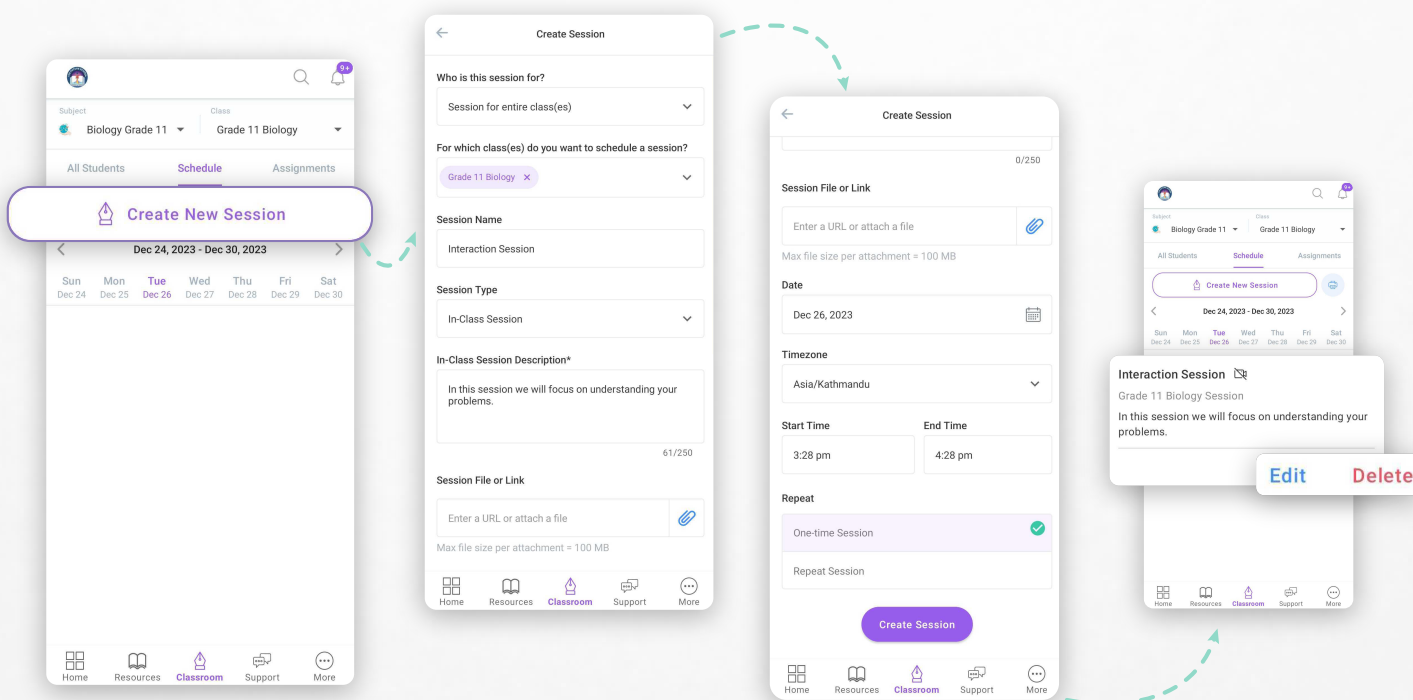 9+
Subject
Class
Biology Grade 11
Grade 11 Biology
All Students
Schedule
Assignments
Create New Session
Dec 24, 2023 - Dec 30, 2023
Sun Mon Tue Wed Thu Fri Sat
Dec 24 Dec 25 Dec 26 Dec 27 Dec 28 Dec 29 Dec 30
Home Resources Classroom Support More
Create Session
Who is this session for?
Session for entire class(es)
For which class(es) do you want to schedule a session?
Grade 11 Biology ×
Session Name
Interaction Session
Session Type
In-Class Session
In-Class Session Description*
In this session we will focus on understanding your
problems.
61/250
Session File or Link
Enter a URL or attach a file
Max file size per attachment = 100 MB
Home Resources Classroom Support More
Create Session
0/250
Session File or Link
Enter a URL or attach a file
Max file size per attachment = 100 MB
Date
Dec 26, 2023
Timezone
Asia/Kathmandu
Start Time End Time
3:28 pm 4:28 pm
Repeat
One-time Session
Repeat Session
Create Session
Home Resources Classroom Support More
9+
Subject
Class
Biology Grade 11
Grade 11 Biology
All Students
Schedule
Assignments
Create New Session
Dec 24, 2023 - Dec 30, 2023
Sun Mon Tue Wed Thu Fri Sat
Dec 24 Dec 25 Dec 26 Dec 27 Dec 28 Dec 29 Dec 30
Interaction Session
Grade 11 Biology Session
In this session we will focus on understanding your
problems.
Edit Delete
Home Resources Classroom Support More